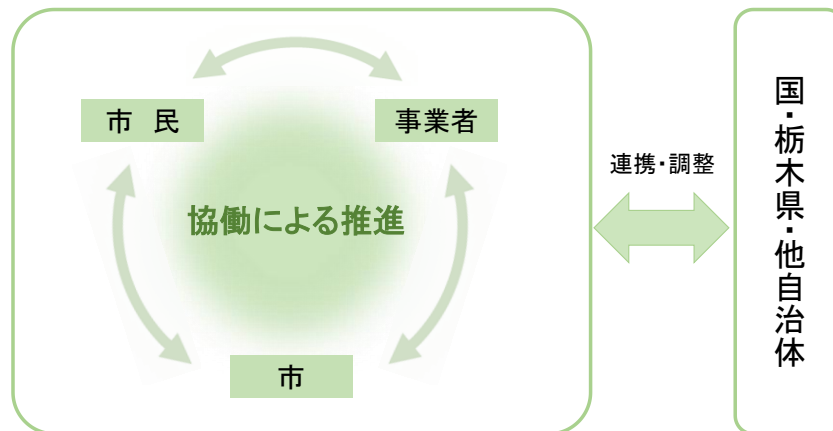 市 民
事業者
協働による推進
市
連携・調整
国・栃木県・他自治体